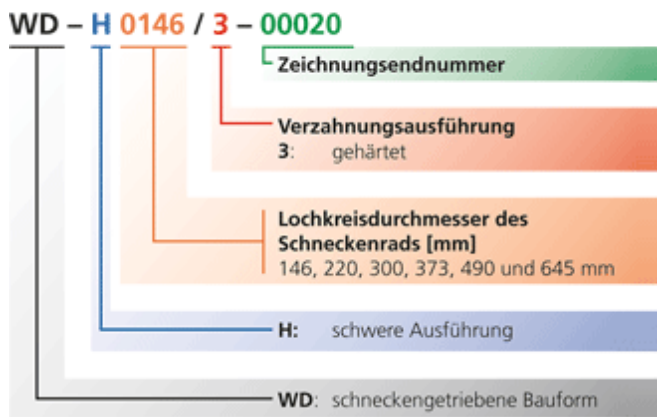 WD – H 0146 / 3 – 00020
Zeichnungsendnummer
Verzahnungsausführung
3: gehärtet
Lochkreisdurchmesser des
Schneckenrads [mm]
146, 220, 300, 373, 490 und 645 mm
H: schwere Ausführung
WD: schneckengetriebene Bauform